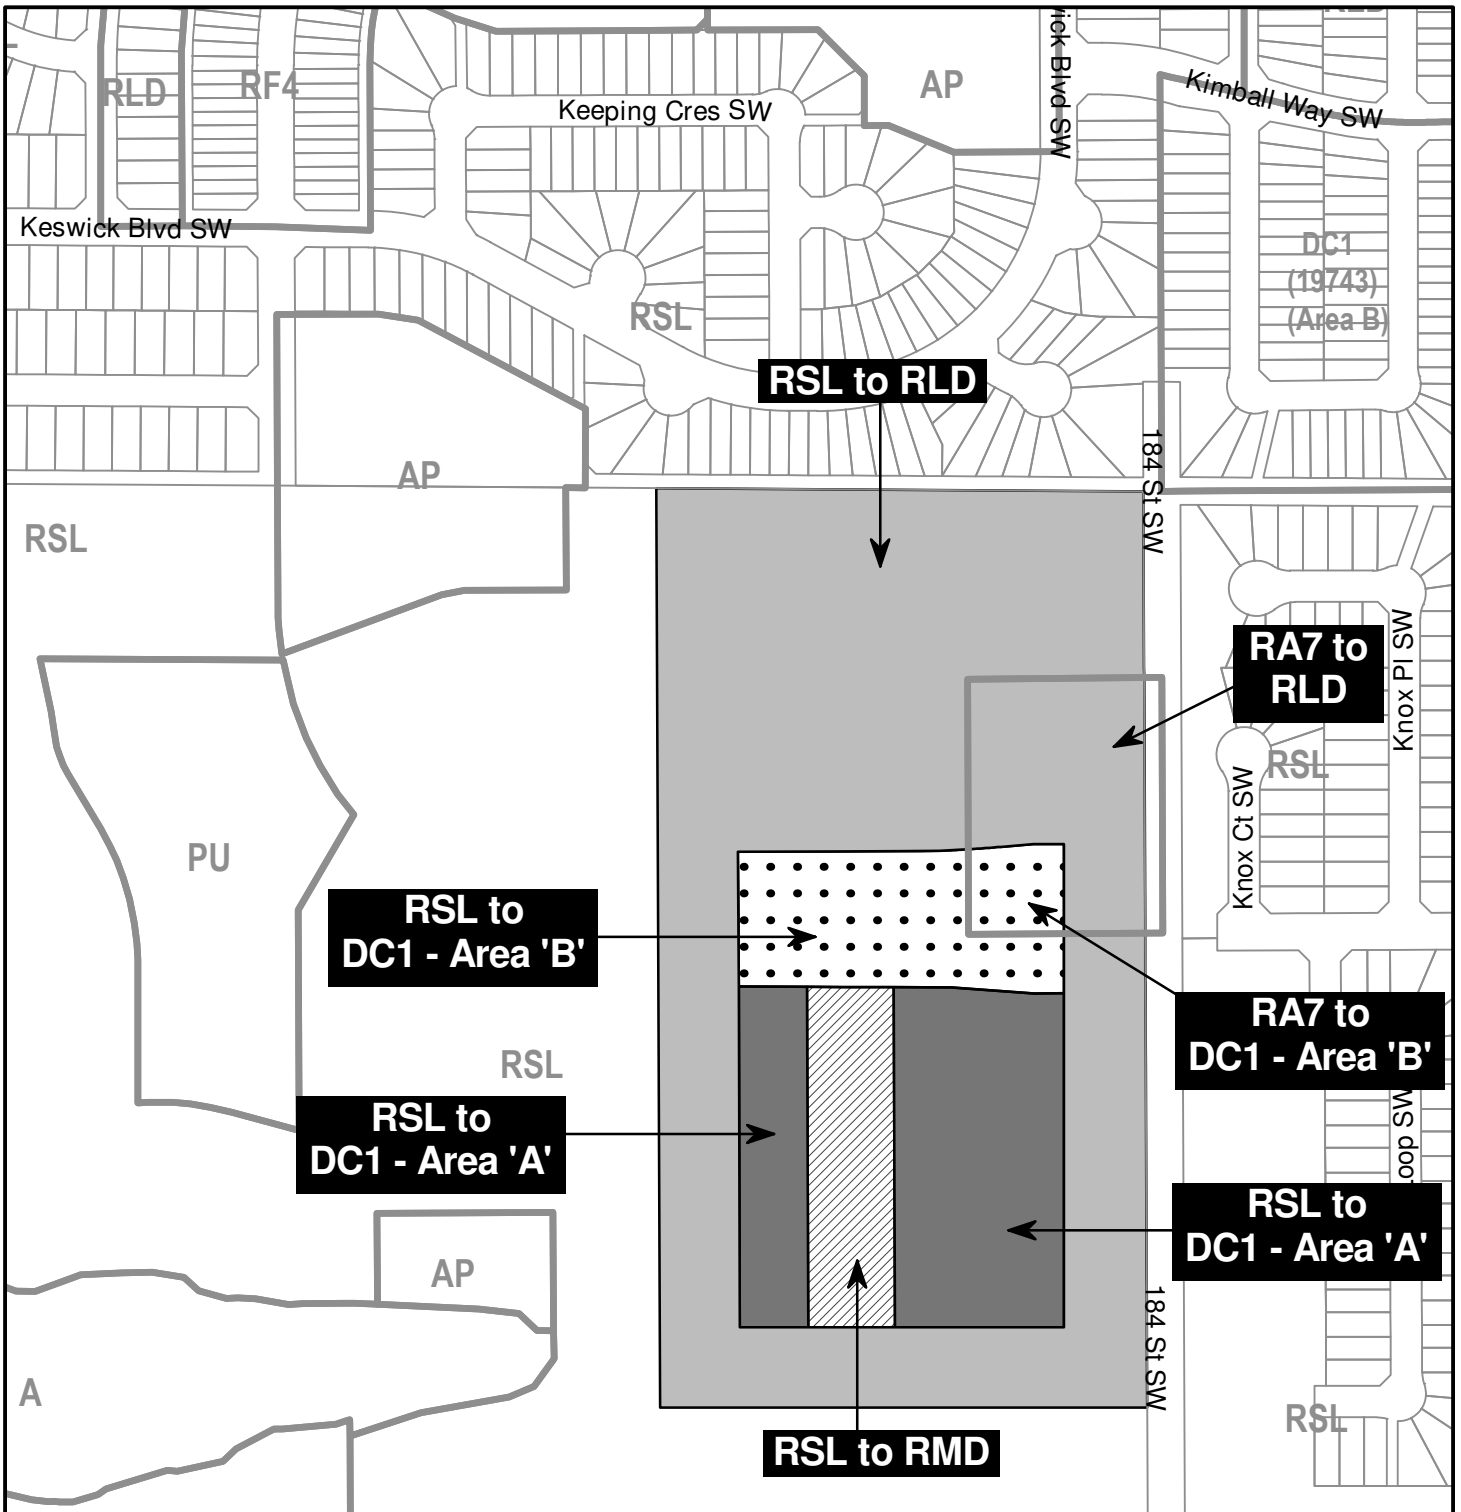 RLD
RF4
Keeping Cres SW
AP
Kimball Way SW
Keswick Blvd SW
DC1
(19743)
(Area B)
RSL
RSL to RLD
184 St SW
AP
RSL
RA7 to
RLD
Knox Pl SW
RSL
Knox Ct SW
PU
RSL to
DC1 - Area 'B'
RA7 to
DC1 - Area 'B'
RSL
RSL to
DC1 - Area 'A'
RSL to
DC1 - Area 'A'
AP
184 St SW
A
RSL
RSL to RMD